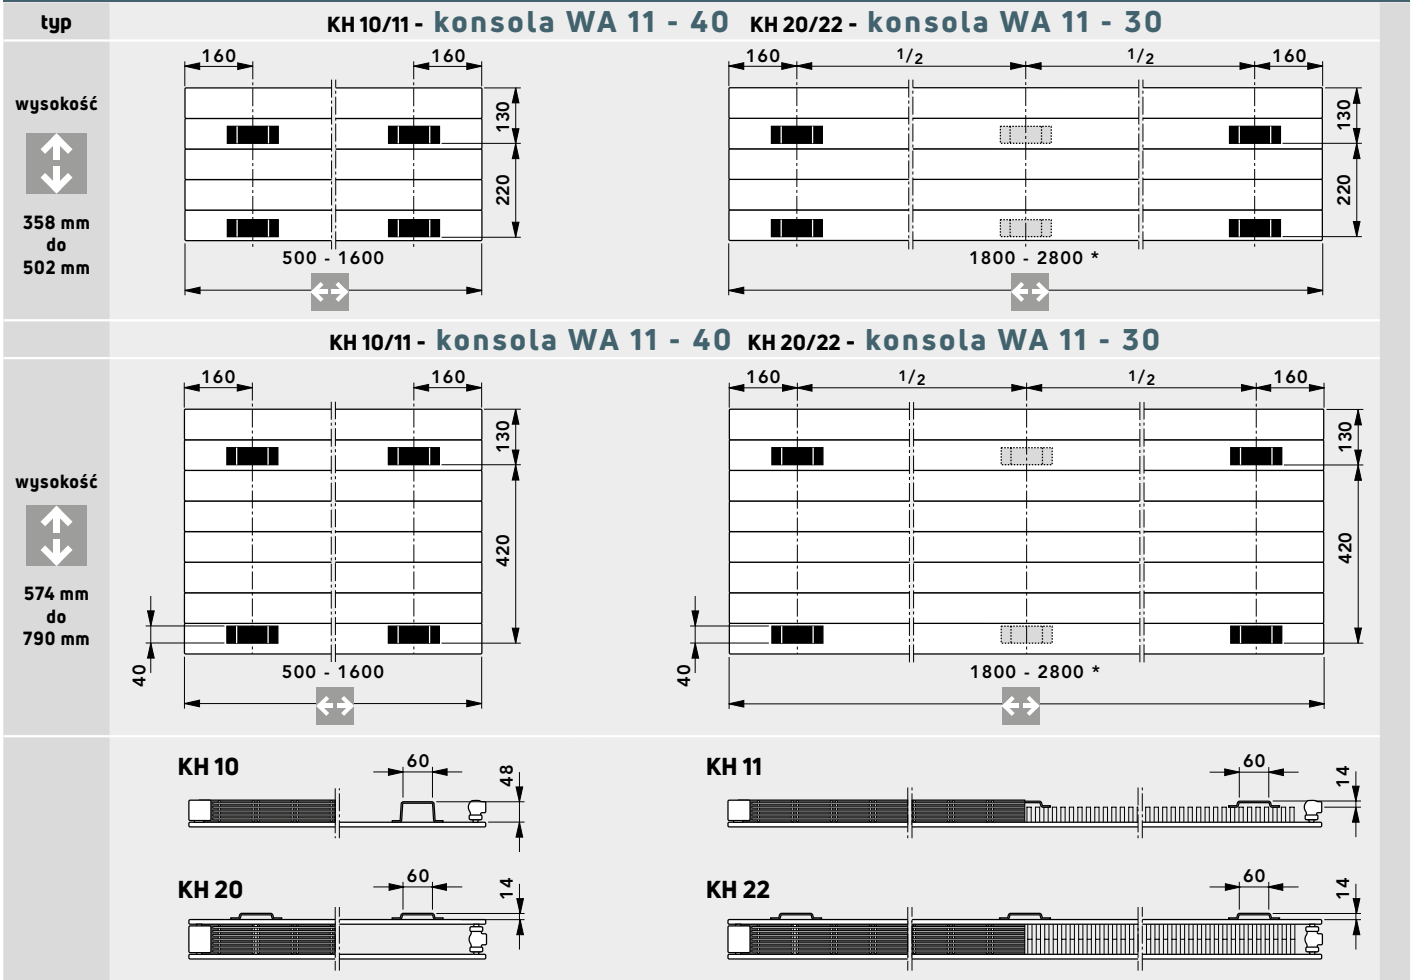 typ
KH 10/11 - konsola WA 11 - 40 KH 20/22 - konsola WA 11 - 30
160 160 160 1/2 1/2 160
wysokość
130 130
220 220
358 mm
do
502 mm
500 - 1600 1800 - 2800 *
KH 10/11 - konsola WA 11 - 40 KH 20/22 - konsola WA 11 - 30
160 160 160 1/2 1/2 160
130 130
wysokość
420 420
574 mm
do
790 mm
40 40
500 - 1600 1800 - 2800 *
KH 10 60 48 KH 11 60 14
KH 20 60 14 KH 22 60 14